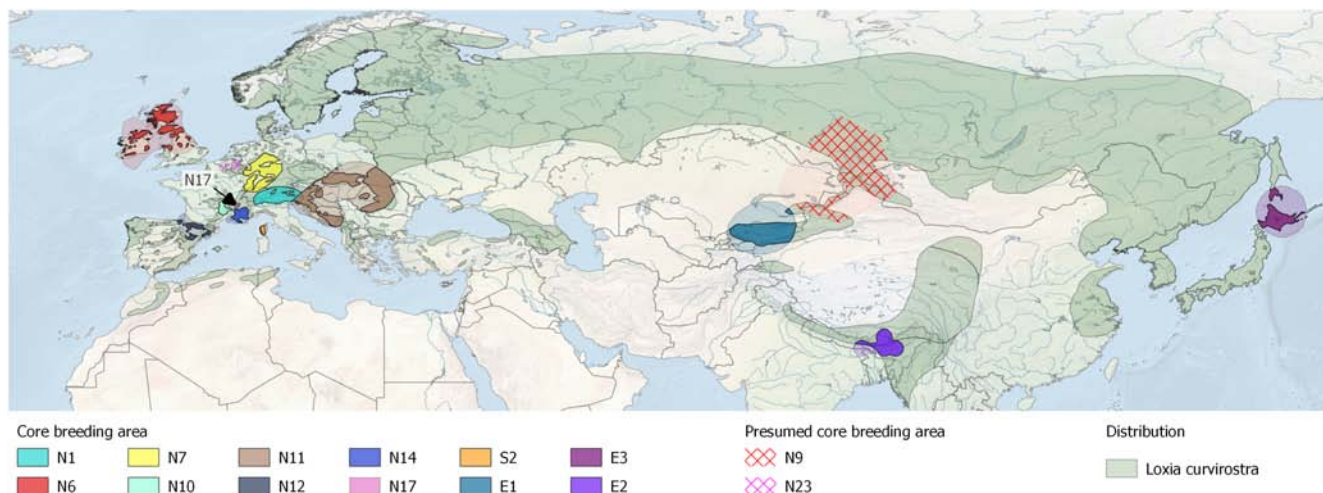 N17
Core breeding area
Presumed core breeding area
Distribution
N1
N7
N11
N14
S2
E3
N9
Loxia curvirostra
N6
N10
N12
N17
E1
E2
N23